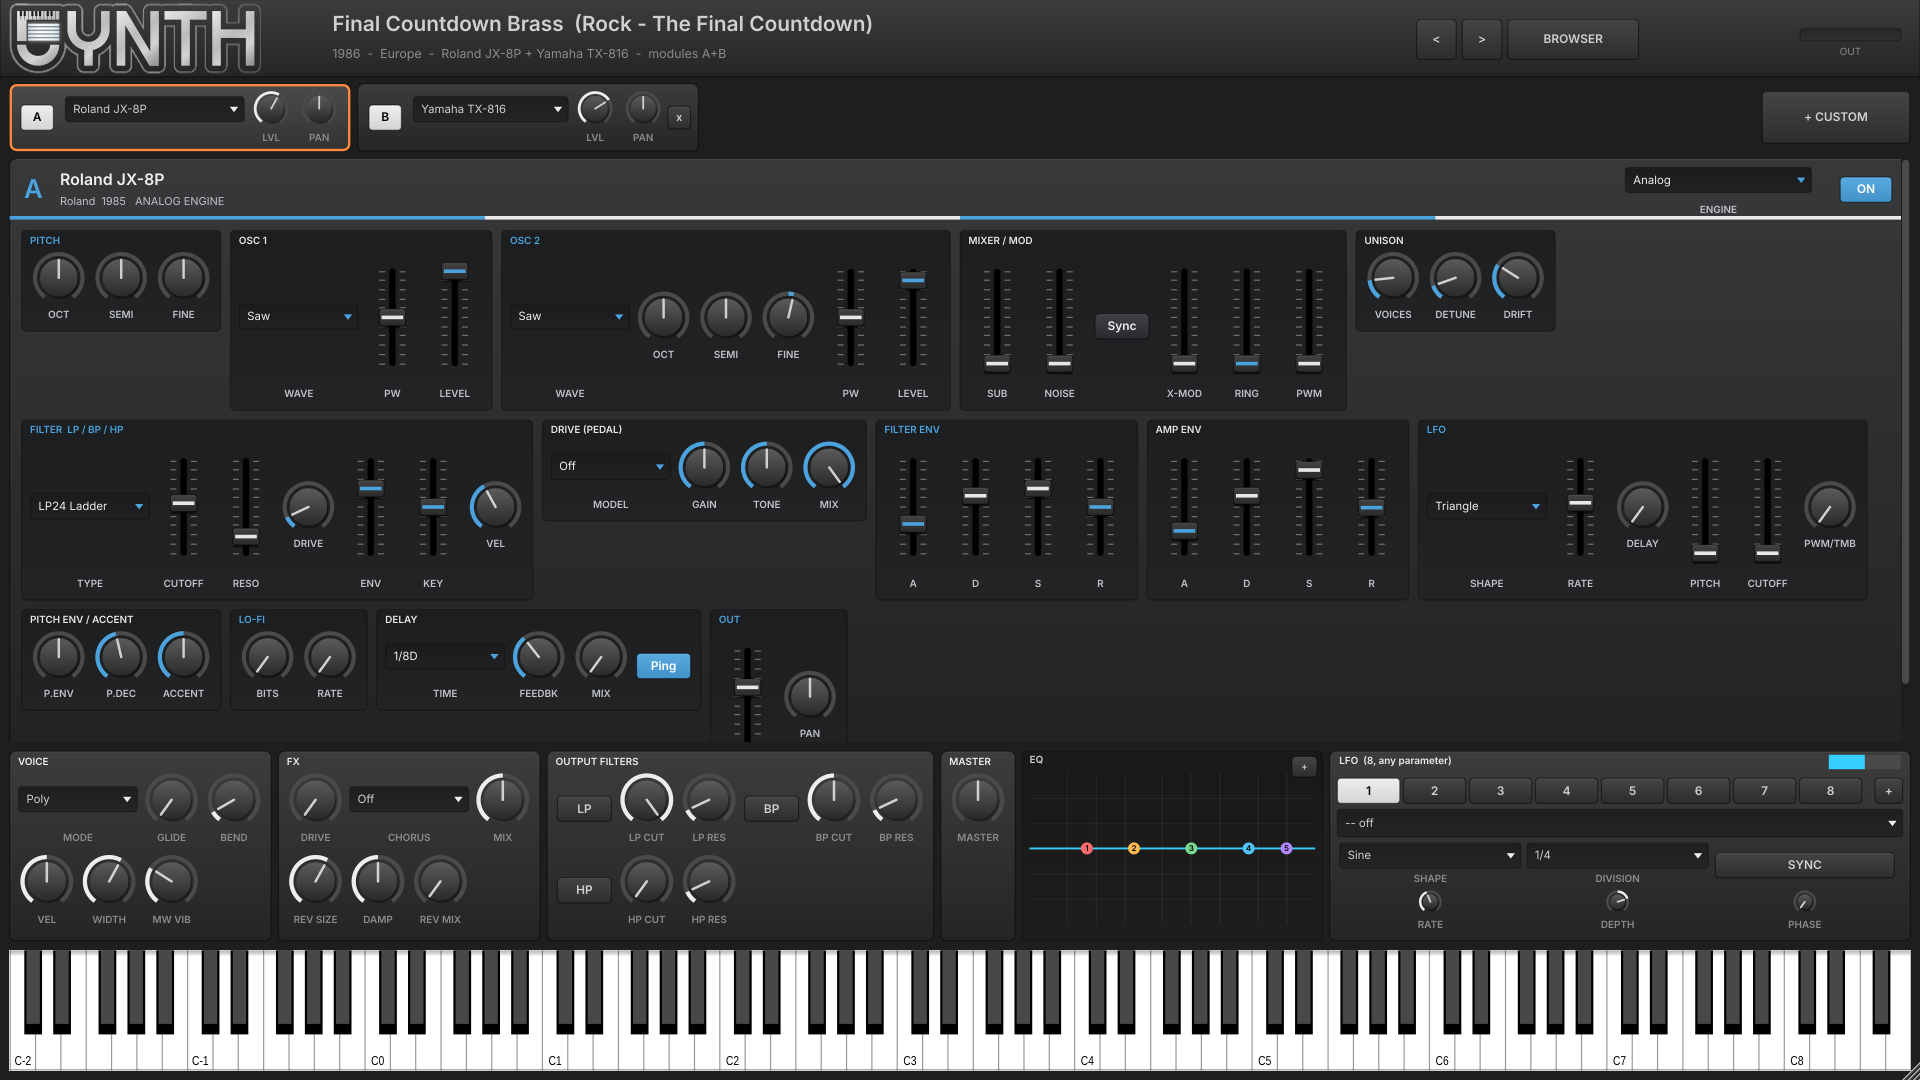 SYNTH
Final Countdown Brass (Rock - The Final Countdown)
1986 - Europe - Roland JX-8P + Yamaha TX-816 - modules A+B
< > BROWSER
OUT
A Roland JX-8P LVL PAN
B Yamaha TX-816 LVL PAN x
+ CUSTOM
A Roland JX-8P
Roland 1985 ANALOG ENGINE
Analog ON
ENGINE
PITCH
OCT SEMI FINE
OSC 1
Saw
WAVE PW LEVEL
OSC 2
Saw
OCT SEMI FINE
WAVE PW LEVEL
MIXER / MOD
Sync
SUB NOISE X-MOD RING PWM
UNISON
VOICES DETUNE DRIFT
FILTER LP / BP / HP
LP24 Ladder
DRIVE VEL
TYPE CUTOFF RESO ENV KEY
DRIVE (PEDAL)
Off
MODEL GAIN TONE MIX
FILTER ENV
A D S R
AMP ENV
A D S R
LFO
Triangle
DELAY PWM/TMB
SHAPE RATE PITCH CUTOFF
PITCH ENV / ACCENT
P.ENV P.DEC ACCENT
LO-FI
BITS RATE
DELAY
1/8D Ping
TIME FEEDBK MIX
OUT
PAN
VOICE
Poly
MODE GLIDE BEND
VEL WIDTH MW VIB
FX
Off
DRIVE CHORUS MIX
REV SIZE DAMP REV MIX
OUTPUT FILTERS
LP BP
LP CUT LP RES BP CUT BP RES
HP
HP CUT HP RES
MASTER
MASTER
EQ +
1 2 3 4 5
LFO (8, any parameter)
1 2 3 4 5 6 7 8 +
-- off
Sine 1/4 SYNC
SHAPE DIVISION
RATE DEPTH PHASE
C-2 C-1 C0 C1 C2 C3 C4 C5 C6 C7 C8